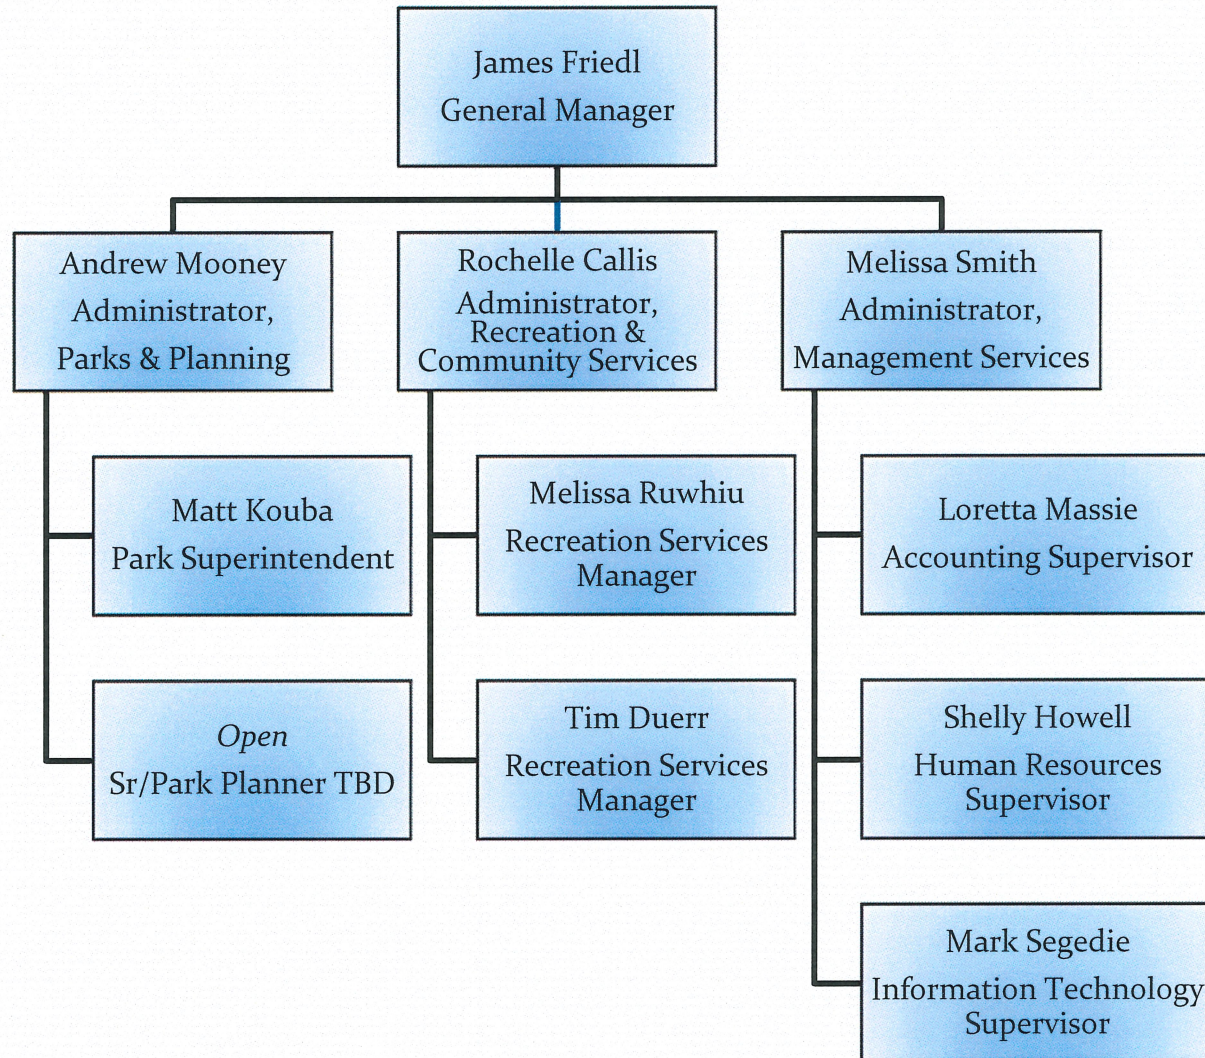 James Friedl
General Manager
Andrew Mooney
Administrator,
Parks & Planning
Rochelle Callis
Administrator,
Recreation &
Community Services
Melissa Smith
Administrator,
Management Services
Matt Kouba
Park Superintendent
Open
Sr/Park Planner TBD
Melissa Ruwhiu
Recreation Services
Manager
Tim Duerr
Recreation Services
Manager
Loretta Massie
Accounting Supervisor
Shelly Howell
Human Resources
Supervisor
Mark Segedie
Information Technology
Supervisor